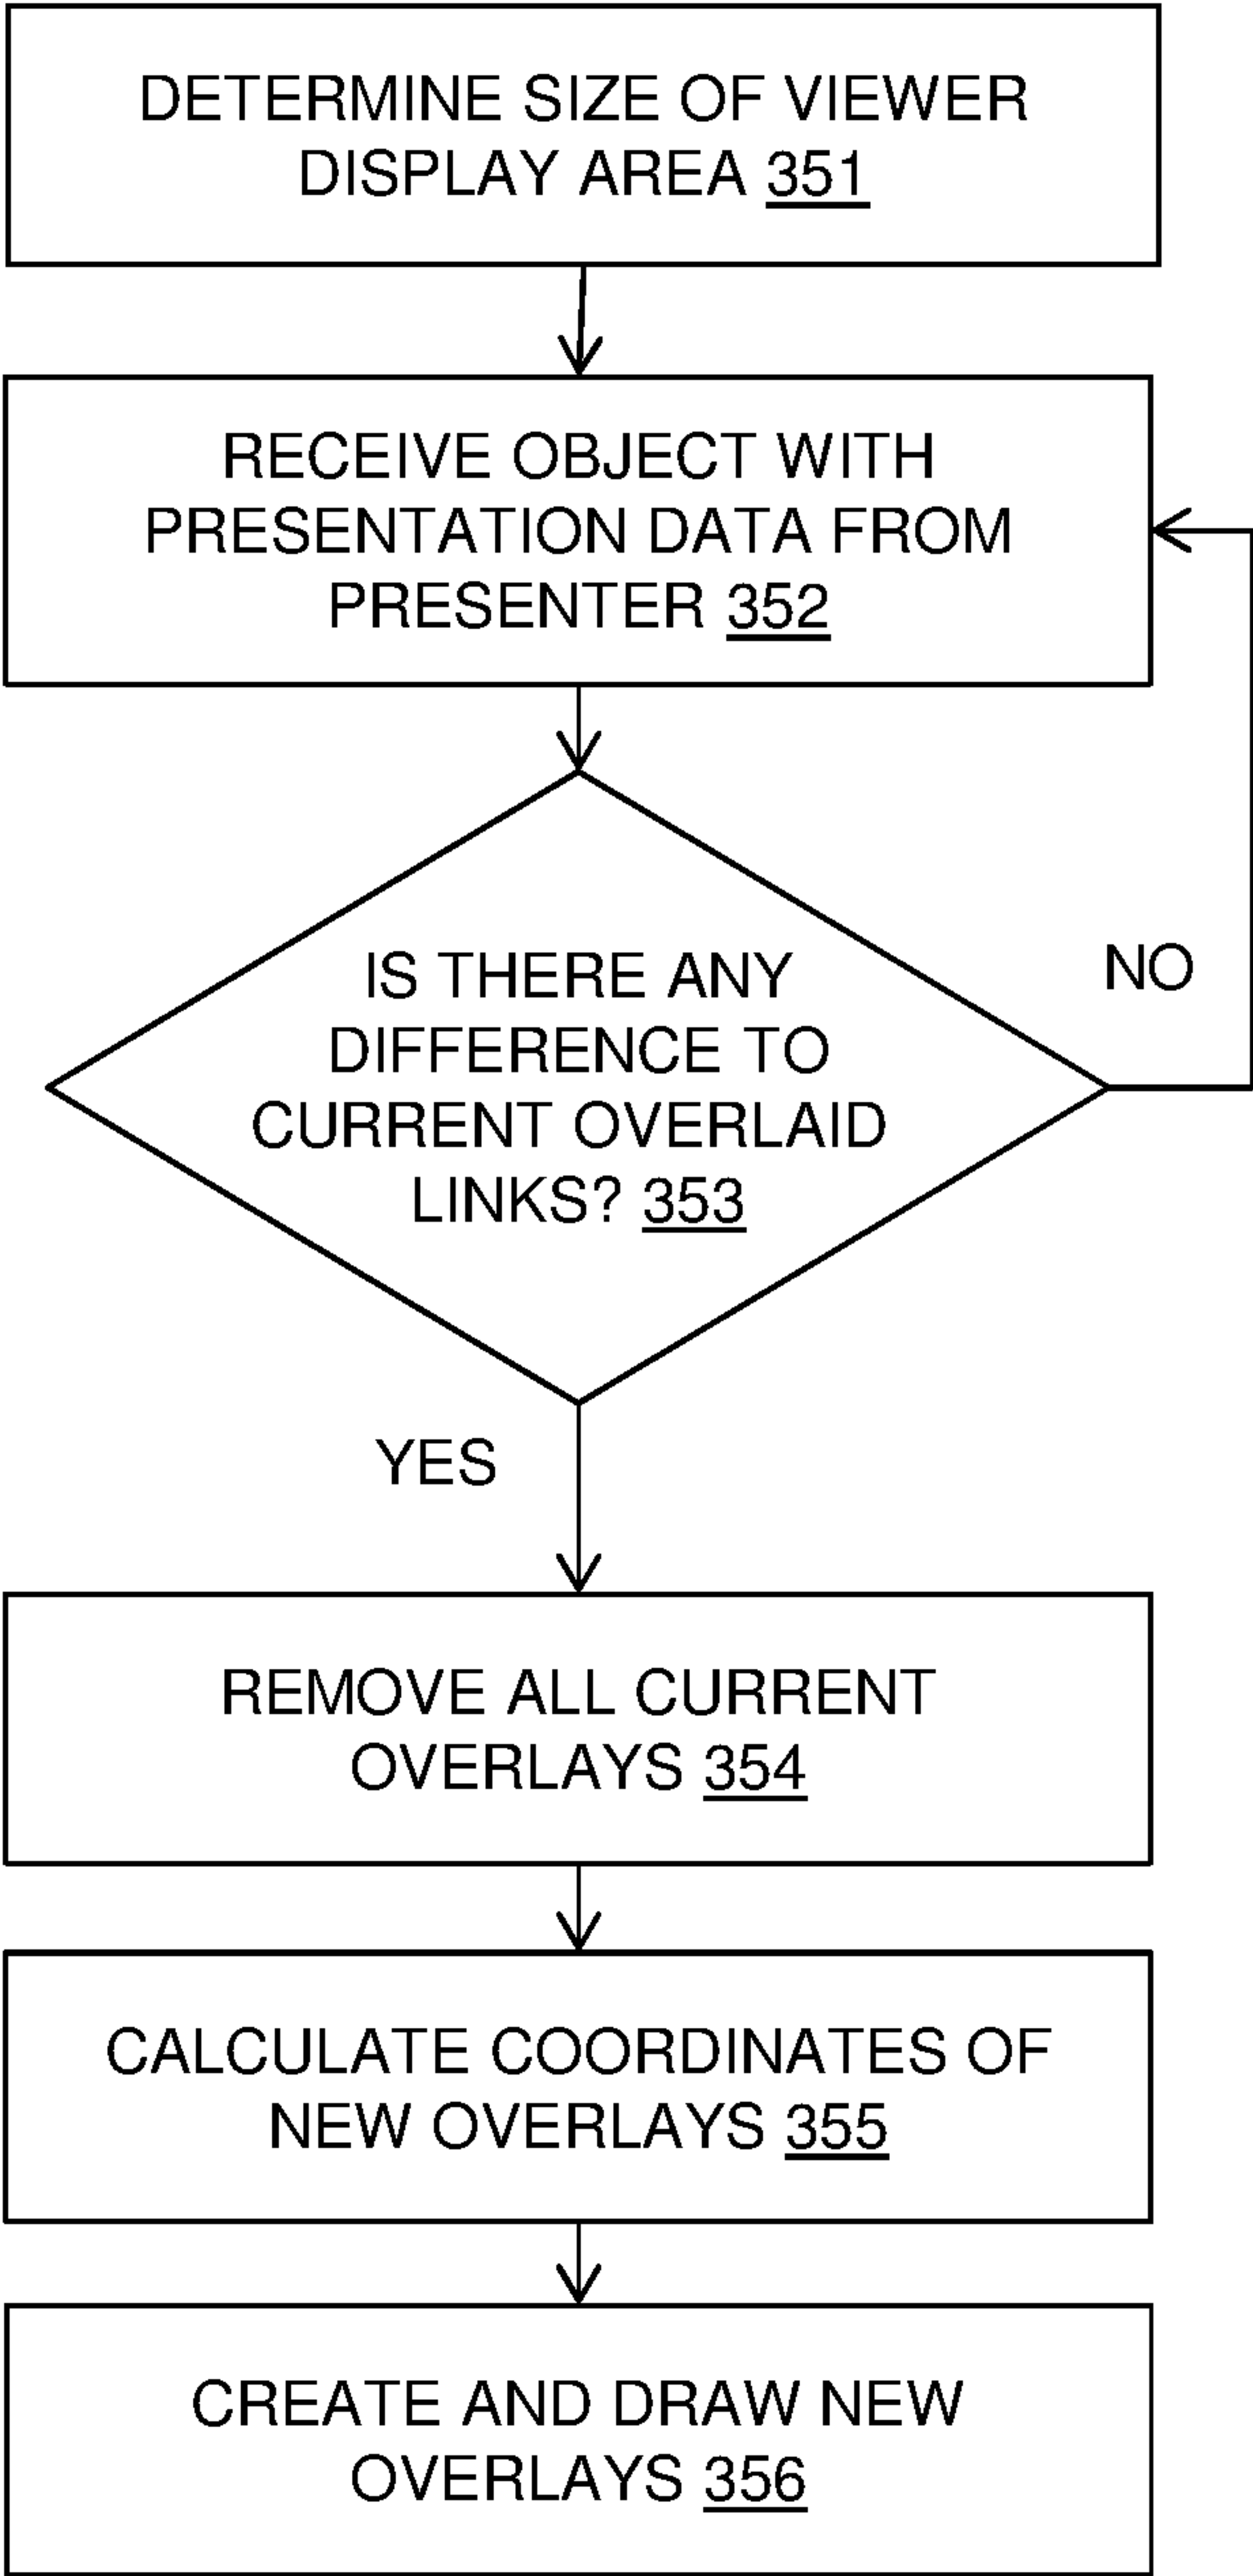 DETERMINE SIZE OF VIEWER
DISPLAY AREA 351
RECEIVE OBJECT WITH
PRESENTATION DATA FROM
PRESENTER 352
IS THERE ANY
DIFFERENCE TO
CURRENT OVERLAID
LINKS? 353
NO
YES
REMOVE ALL CURRENT
OVERLAYS 354
CALCULATE COORDINATES OF
NEW OVERLAYS 355
CREATE AND DRAW NEW
OVERLAYS 356